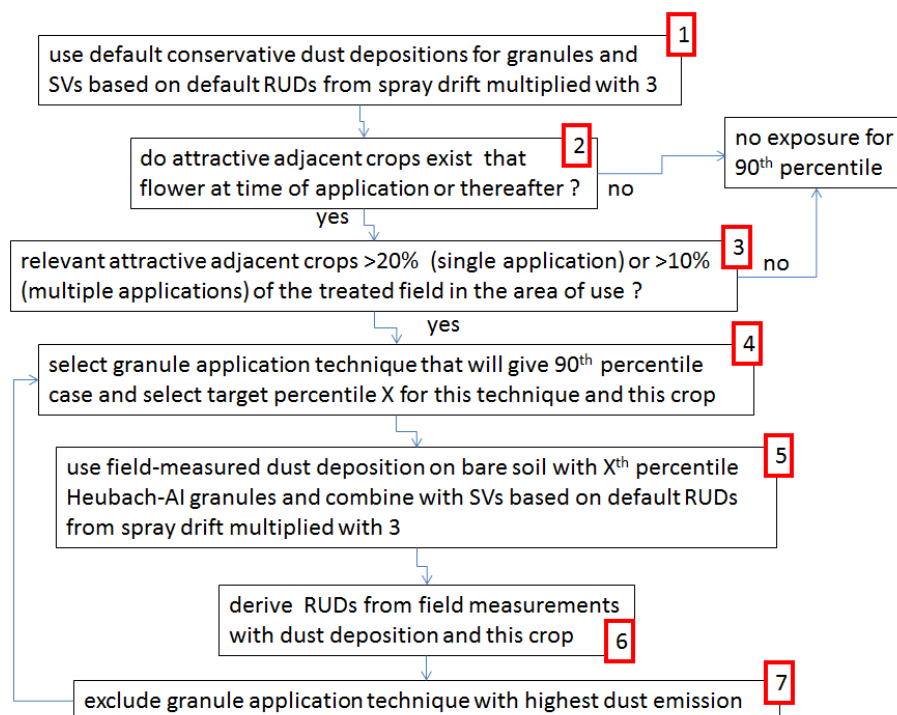 1
use default conservative dust depositions for granules and
SVs based on default RUDs from spray drift multiplied with 3
2
do attractive adjacent crops exist that
flower at time of application or thereafter ?
no
no exposure for
90th percentile
yes
3
relevant attractive adjacent crops >20% (single application) or >10%
(multiple applications) of the treated field in the area of use ?
no
yes
4
select granule application technique that will give 90th percentile
case and select target percentile X for this technique and this crop
5
use field-measured dust deposition on bare soil with Xth percentile
Heubach-AI granules and combine with SVs based on default RUDs
from spray drift multiplied with 3
derive RUDs from field measurements
with dust deposition and this crop
6
7
exclude granule application technique with highest dust emission